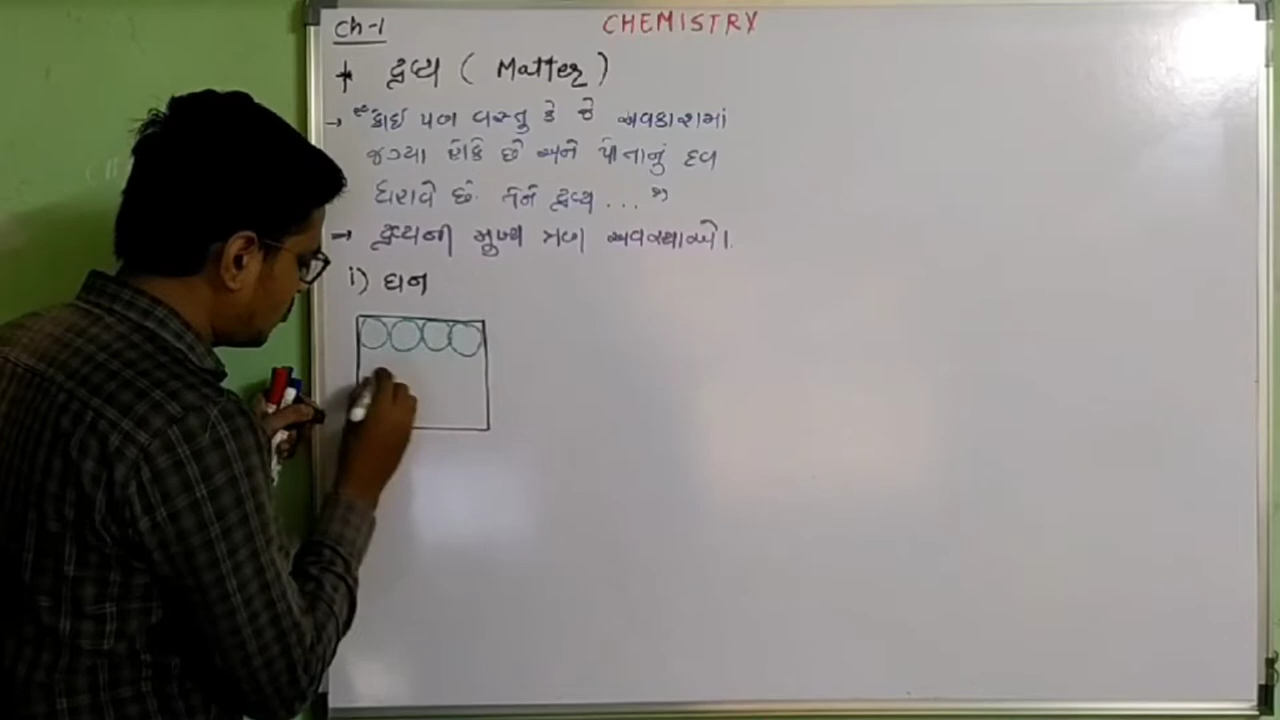 Ch-1
CHEMISTRY
* દ્રવ્ય ( Matter )
→ "કોઈ પણ વસ્તુ કે જે અવકાશમાં
જગ્યા રોકે છે અને પોતાનું દળ
ધરાવે છે. તેને દ્રવ્ય ... "
→ દ્રવ્યની મુખ્ય ત્રણ અવસ્થાઓ.
i) ઘન